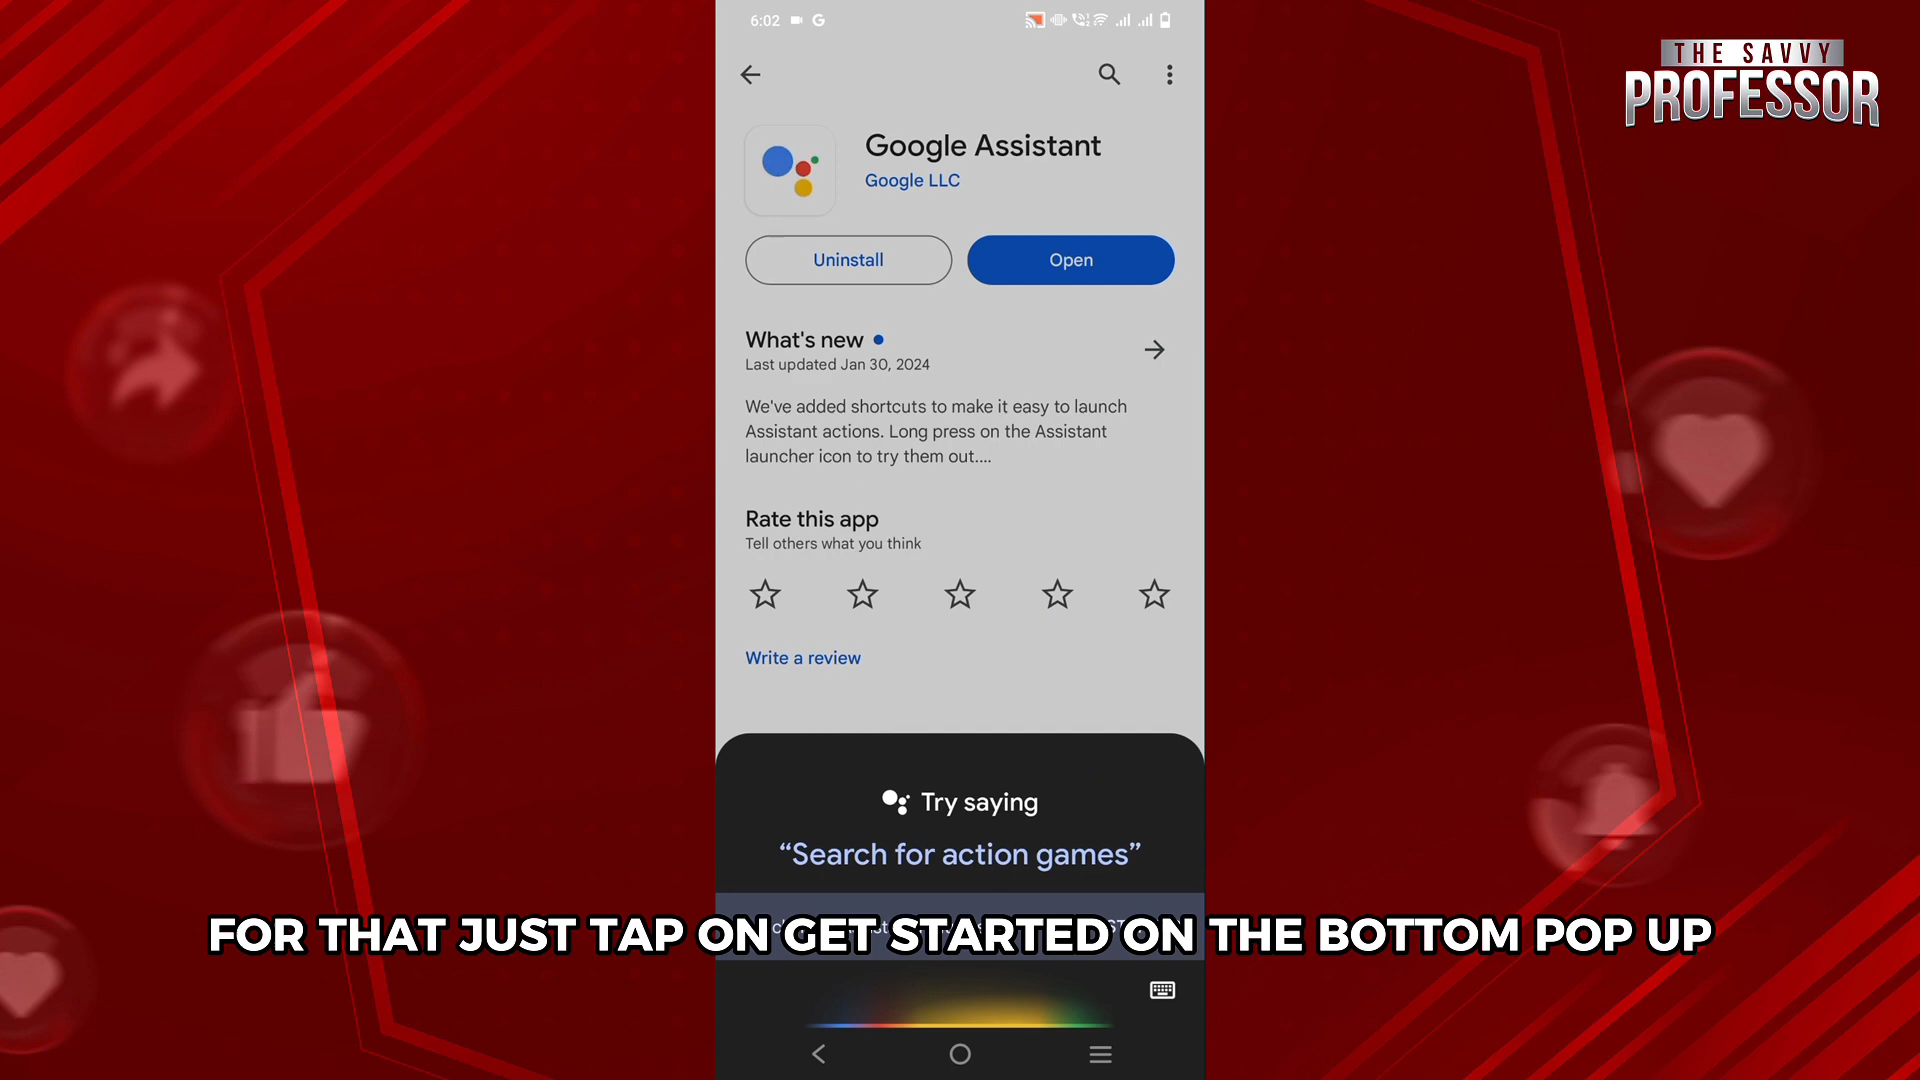 6:02
THE SAVVY
PROFESSOR
Google Assistant
Google LLC
Uninstall
Open
What's new
Last updated Jan 30, 2024
We've added shortcuts to make it easy to launch
Assistant actions. Long press on the Assistant
launcher icon to try them out....
Rate this app
Tell others what you think
Write a review
Try saying
“Search for action games”
FOR THAT JUST TAP ON GET STARTED ON THE BOTTOM POP UP